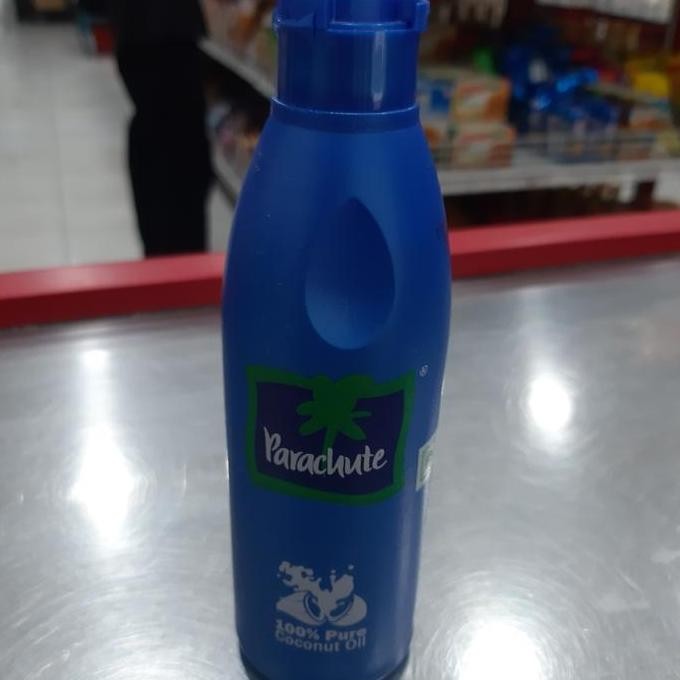 ®
Parachute
100% Pure
Coconut Oil